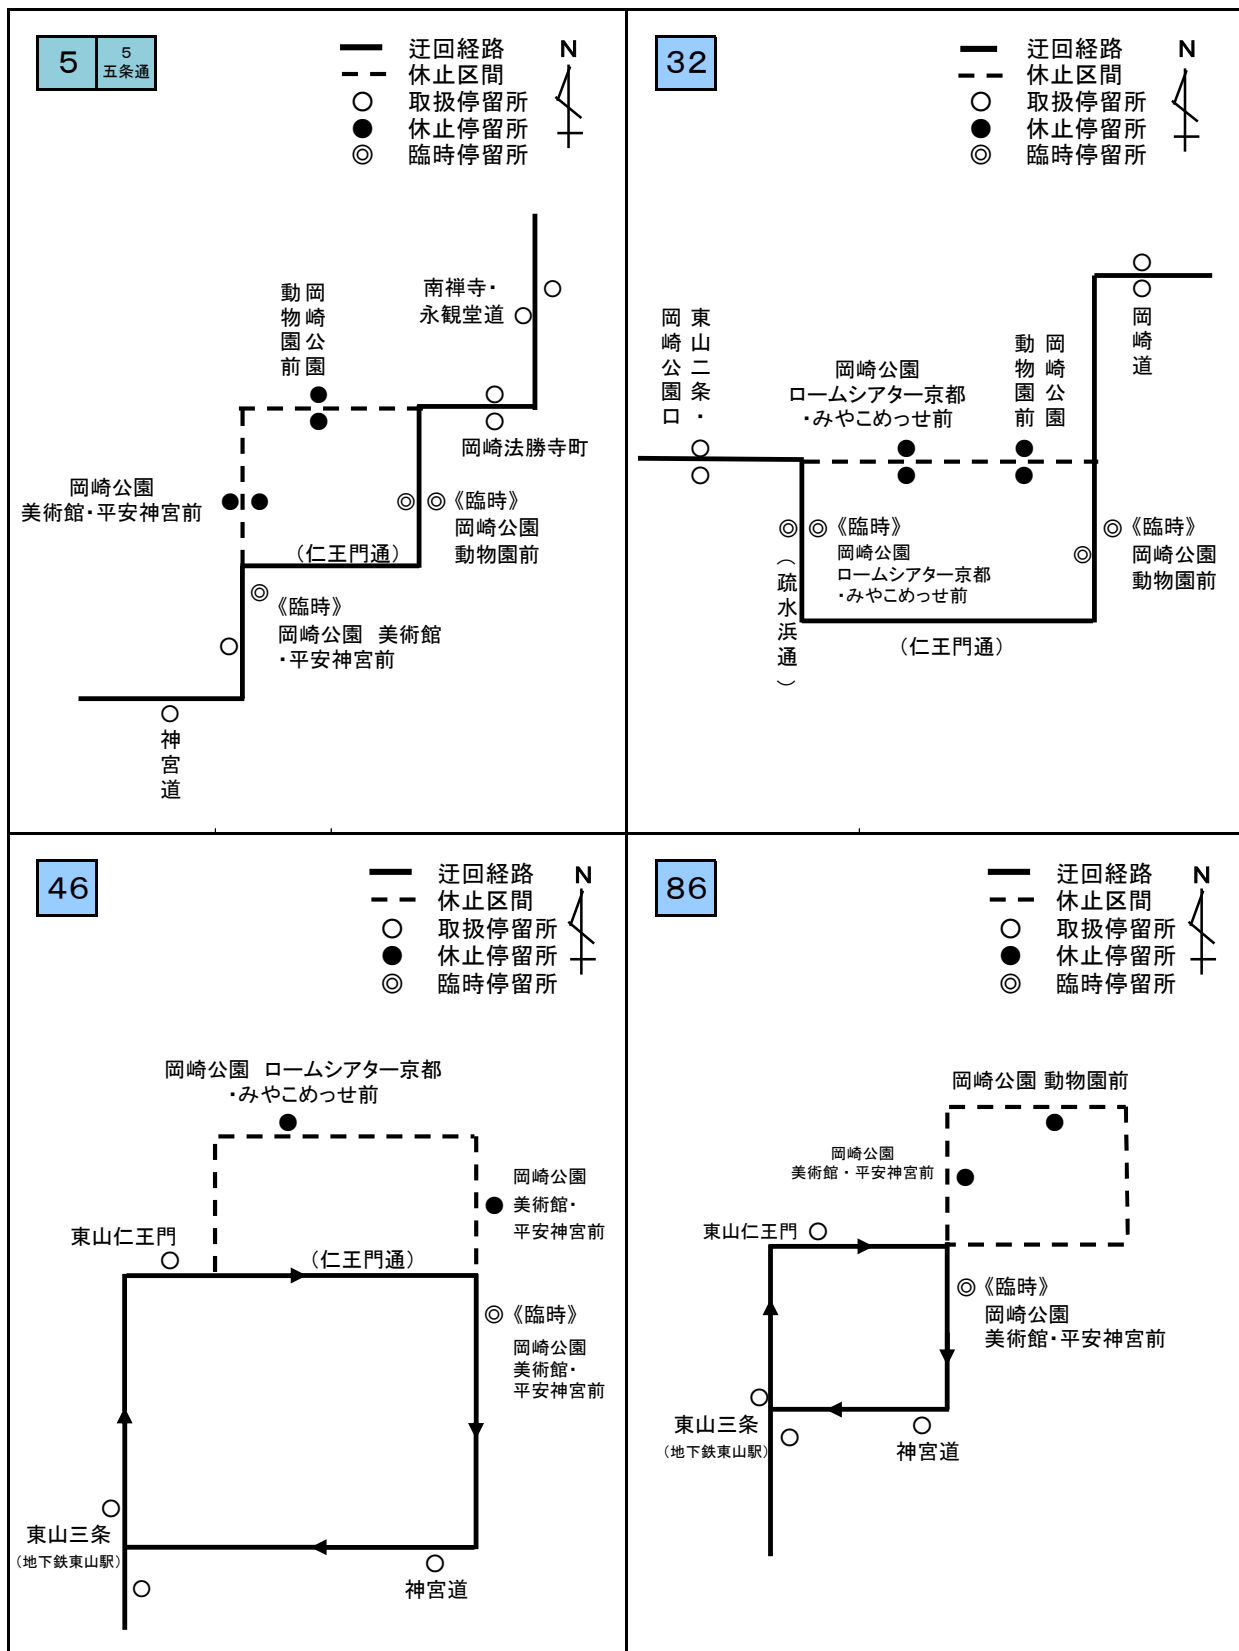 5
5
五条通
迂回経路
休止区間
取扱停留所
休止停留所
臨時停留所
N
南禅寺・
永観堂道
岡崎公園
動物園前
岡崎法勝寺町
岡崎公園
美術館・平安神宮前
《臨時》
岡崎公園
動物園前
（仁王門通）
《臨時》
岡崎公園 美術館
・平安神宮前
神宮道
32
迂回経路
休止区間
取扱停留所
休止停留所
臨時停留所
N
東山二条・
岡崎公園口
岡崎公園
ロームシアター京都
・みやこめっせ前
岡崎公園
動物園前
岡崎道
《臨時》
岡崎公園
ロームシアター京都
・みやこめっせ前
（疏水浜通）
《臨時》
岡崎公園
動物園前
（仁王門通）
46
迂回経路
休止区間
取扱停留所
休止停留所
臨時停留所
N
岡崎公園 ロームシアター京都
・みやこめっせ前
岡崎公園
美術館・
平安神宮前
東山仁王門
（仁王門通）
《臨時》
岡崎公園
美術館・
平安神宮前
東山三条
（地下鉄東山駅）
神宮道
86
迂回経路
休止区間
取扱停留所
休止停留所
臨時停留所
N
岡崎公園 動物園前
岡崎公園
美術館・平安神宮前
東山仁王門
《臨時》
岡崎公園
美術館・平安神宮前
東山三条
（地下鉄東山駅）
神宮道